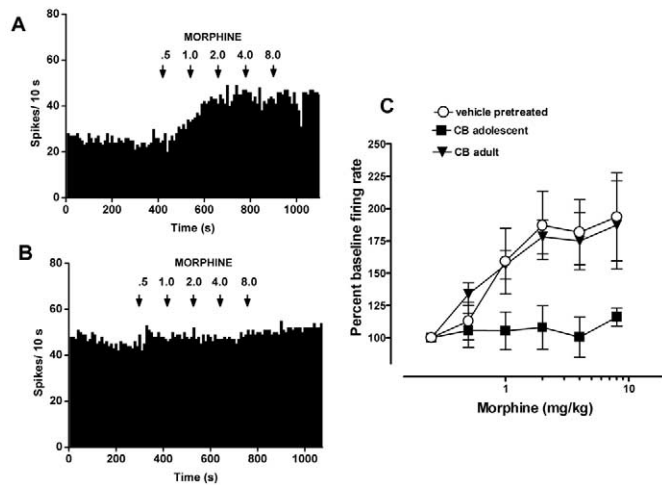 A
MORPHINE
.5 1.0 2.0 4.0 8.0
80
60
40
20
0
Spikes/ 10 s
0 200 400 600 800 1000
Time (s)
B
MORPHINE
.5 1.0 2.0 4.0 8.0
80
60
40
20
0
Spikes/ 10 s
0 200 400 600 800 1000
Time (s)
C
vehicle pretreated
CB adolescent
CB adult
250
225
200
175
150
125
100
75
Percent baseline firing rate
1 10
Morphine (mg/kg)